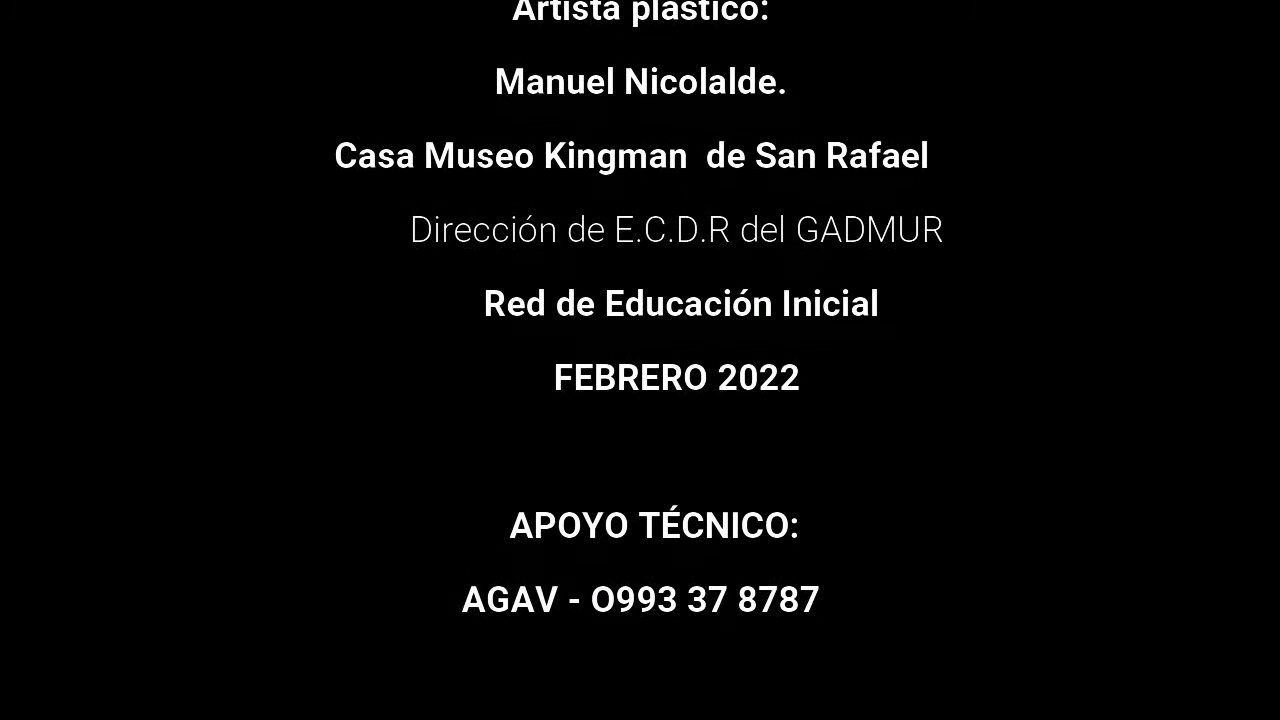 Artista plástico:
Manuel Nicolalde.
Casa Museo Kingman  de San Rafael
Dirección de E.C.D.R del GADMUR
Red de Educación Inicial
FEBRERO 2022
APOYO TÉCNICO:
AGAV - O993 37 8787